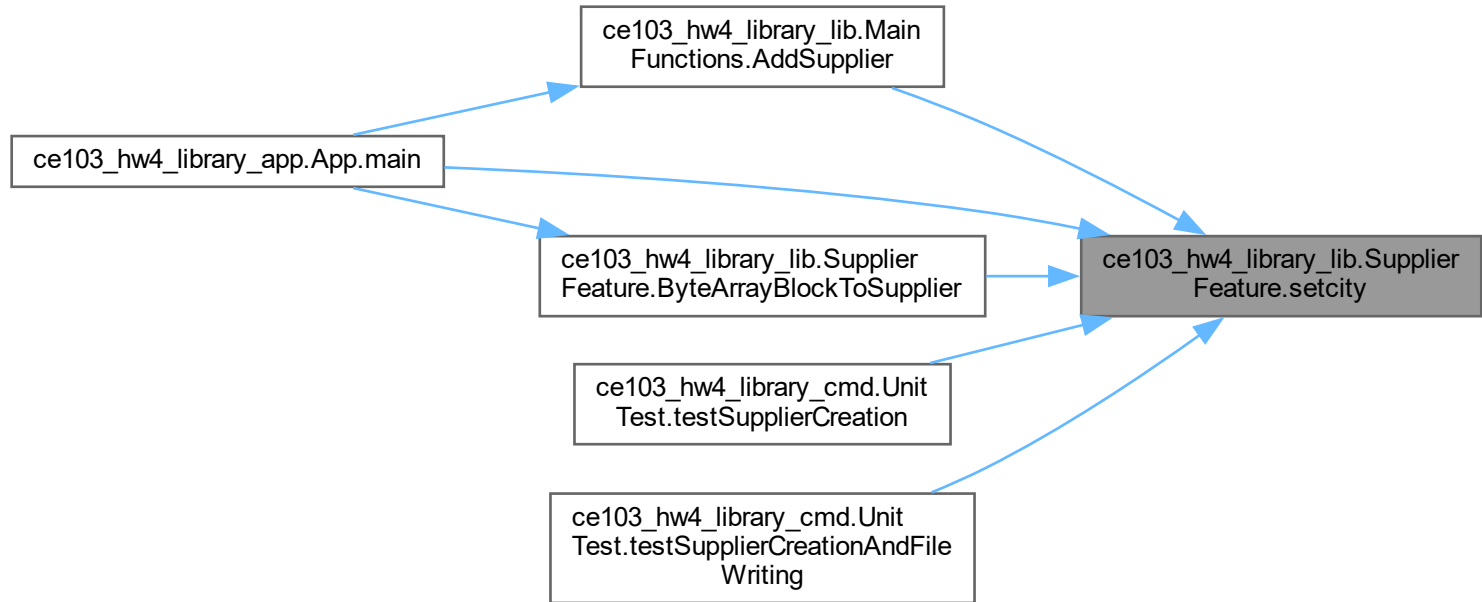 ce103_hw4_library_lib.Main
Functions.AddSupplier
ce103_hw4_library_app.App.main
ce103_hw4_library_lib.Supplier
Feature.ByteArrayBlockToSupplier
ce103_hw4_library_lib.Supplier
Feature.setcity
ce103_hw4_library_cmd.Unit
Test.testSupplierCreation
ce103_hw4_library_cmd.Unit
Test.testSupplierCreationAndFile
Writing